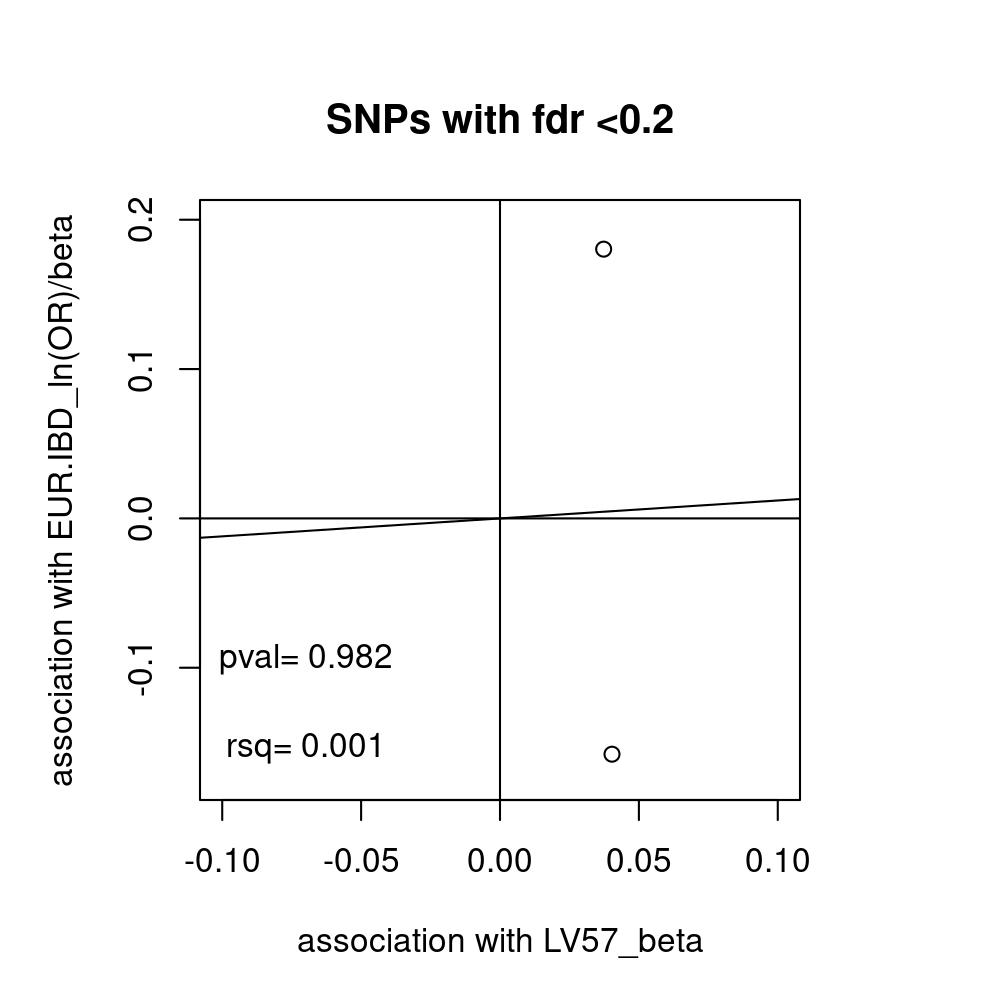 SNPs with fdr <0.2
association with EUR.IBD_ln(OR)/beta
0.2
0.1
0.0
-0.1
pval= 0.982
rsq= 0.001
-0.10 -0.05 0.00 0.05 0.10
association with LV57_beta